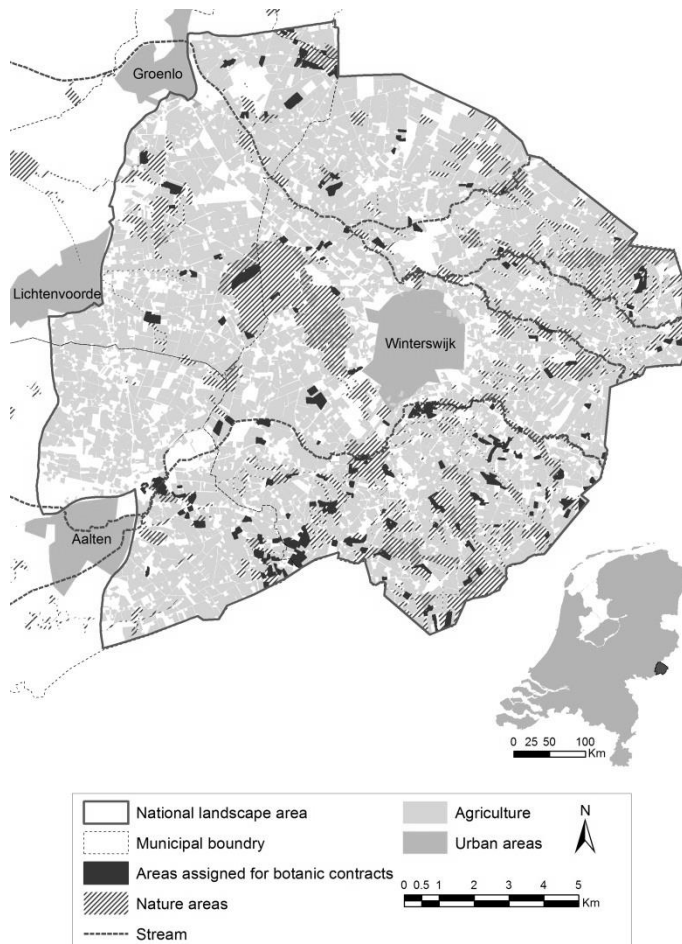 Groenlo
Lichtenvoorde
Winterswijk
Aalten
0 25 50 100
Km
National landscape area
Municipal boundry
Areas assigned for botanic contracts
Nature areas
Stream
Agriculture
Urban areas
N
0 0.5 1 2 3 4 5
Km